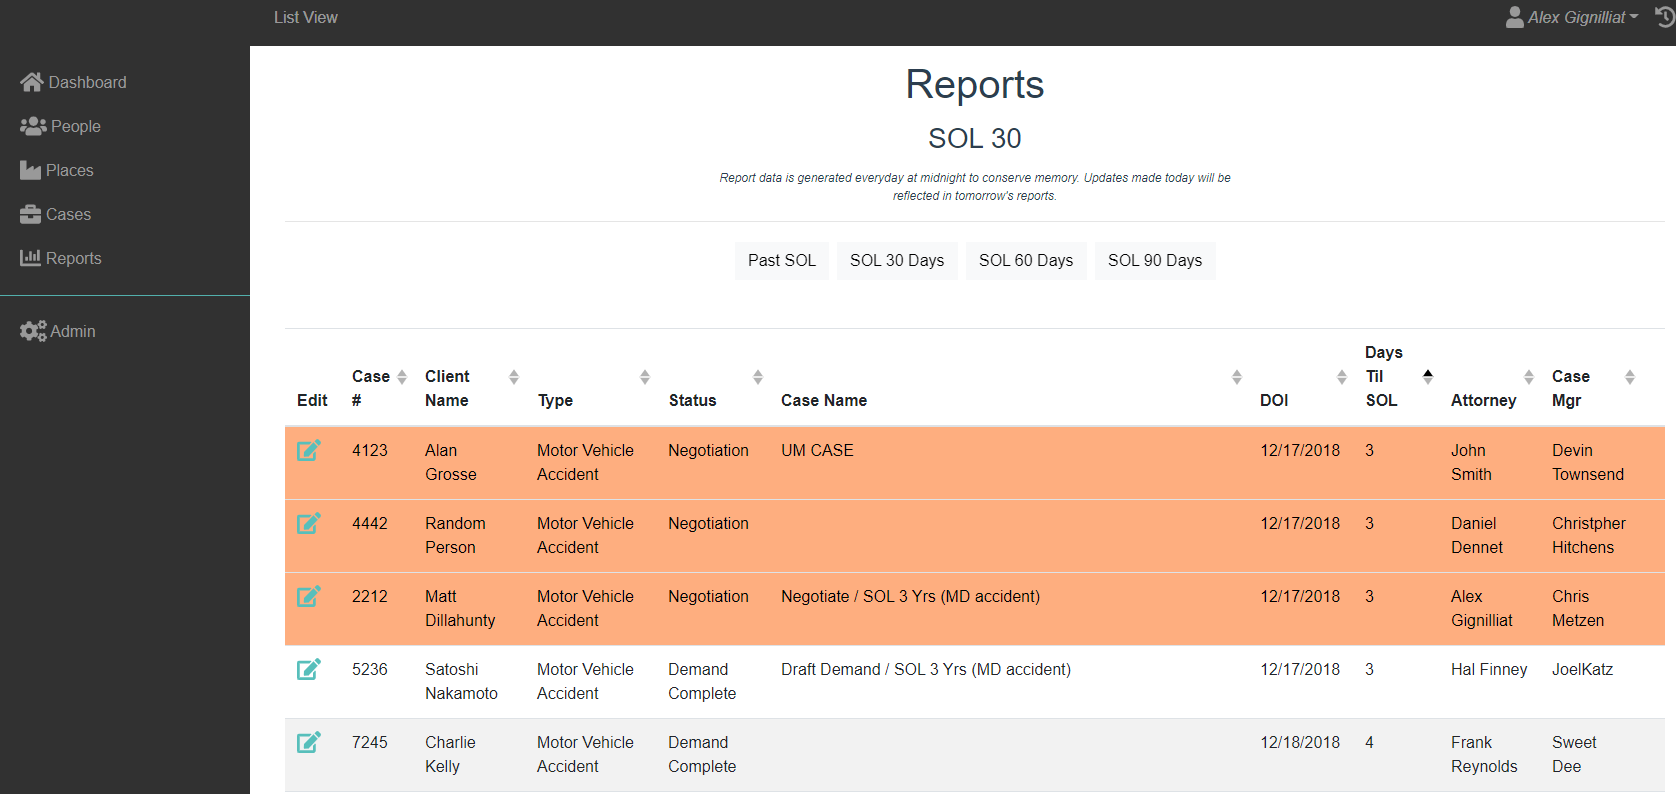 List View
Alex Gignilliat
Dashboard
People
Places
Cases
Reports
Admin
Reports
SOL 30
Report data is generated everyday at midnight to conserve memory. Updates made today will be
reflected in tomorrow's reports.
Past SOL SOL 30 Days SOL 60 Days SOL 90 Days
Days
Case Client Til Case
Edit # Name Type Status Case Name DOI SOL Attorney Mgr
4123 Alan Motor Vehicle Negotiation UM CASE 12/17/2018 3 John Devin
Grosse Accident Smith Townsend
4442 Random Motor Vehicle Negotiation 12/17/2018 3 Daniel Christpher
Person Accident Dennet Hitchens
2212 Matt Motor Vehicle Negotiation Negotiate / SOL 3 Yrs (MD accident) 12/17/2018 3 Alex Chris
Dillahunty Accident Gignilliat Metzen
5236 Satoshi Motor Vehicle Demand Draft Demand / SOL 3 Yrs (MD accident) 12/17/2018 3 Hal Finney JoelKatz
Nakamoto Accident Complete
7245 Charlie Motor Vehicle Demand 12/18/2018 4 Frank Sweet
Kelly Accident Complete Reynolds Dee